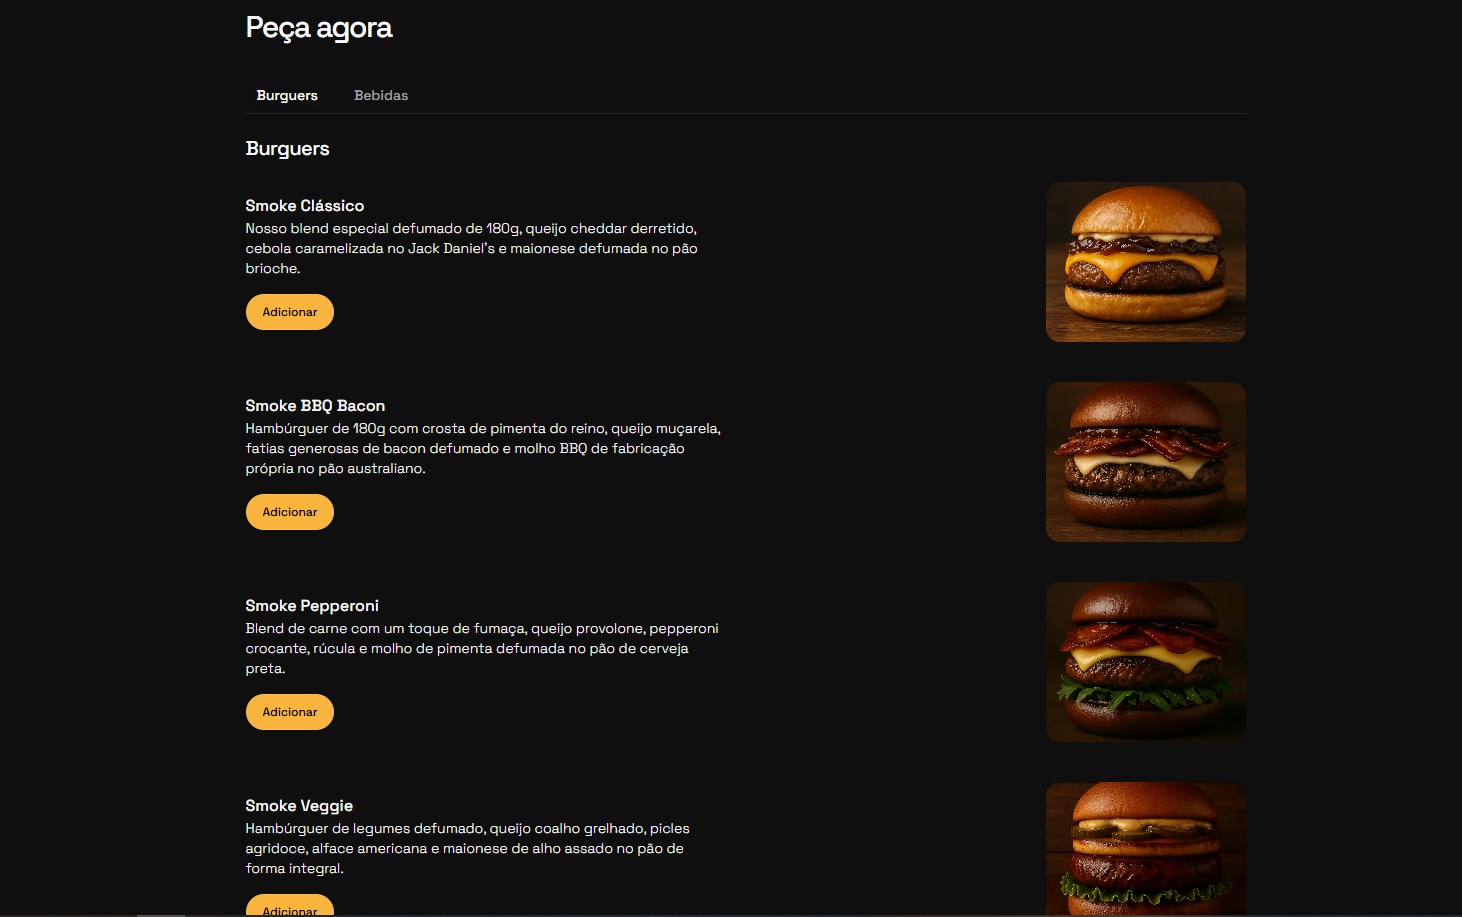 Peça agora
Burguers
Bebidas
Burguers
Smoke Clássico
Nosso blend especial defumado de 180g, queijo cheddar derretido,
cebola caramelizada no Jack Daniel's e maionese defumada no pão
brioche.
Adicionar
Smoke BBQ Bacon
Hambúrguer de 180g com crosta de pimenta do reino, queijo muçarela,
fatias generosas de bacon defumado e molho BBQ de fabricação
própria no pão australiano.
Adicionar
Smoke Pepperoni
Blend de carne com um toque de fumaça, queijo provolone, pepperoni
crocante, rúcula e molho de pimenta defumada no pão de cerveja
preta.
Adicionar
Smoke Veggie
Hambúrguer de legumes defumado, queijo coalho grelhado, picles
agridoce, alface americana e maionese de alho assado no pão de
forma integral.
Adicionar